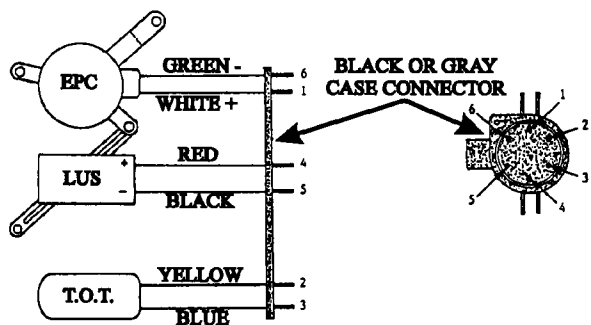 GREEN -
6
EPC
1
WHITE +
BLACK OR GRAY
CASE CONNECTOR
1
6
2
RED
+
4
LUS
–
5
BLACK
3
5
4
YELLOW
2
T.O.T.
3
BLUE